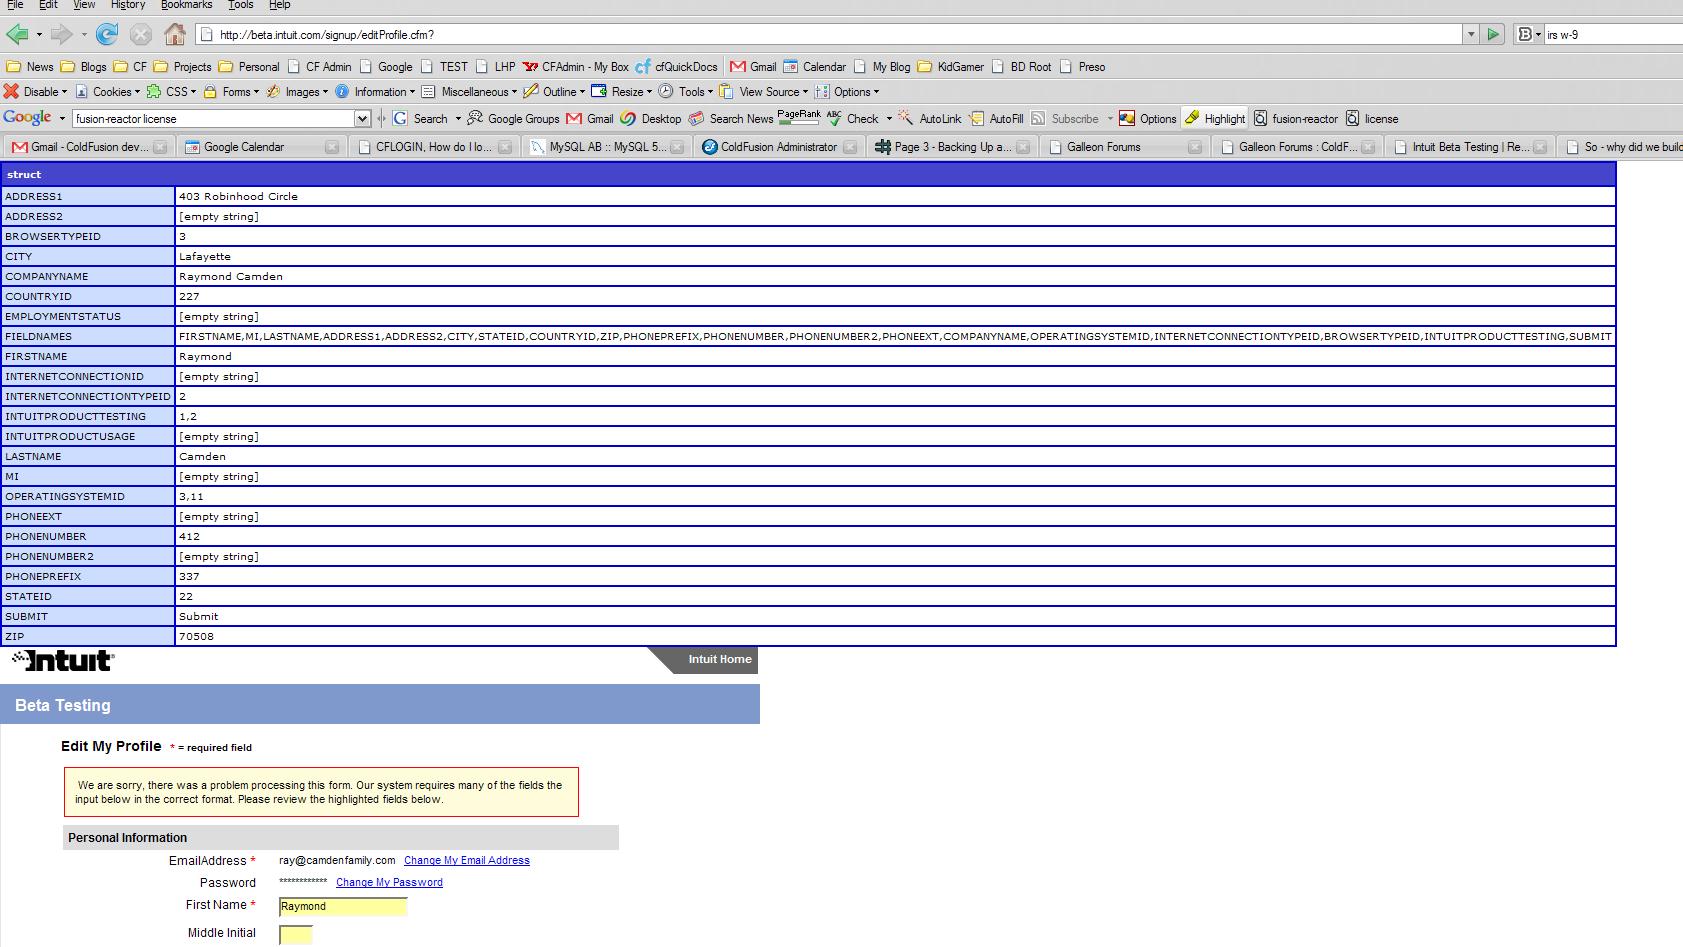 File Edit View History Bookmarks Tools Help
http://beta.intuit.com/signup/editProfile.cfm? irs w-9
News Blogs CF Projects Personal CF Admin Google TEST LHP CFAdmin - My Box cfQuickDocs Gmail Calendar My Blog KidGamer BD Root Preso
Disable Cookies CSS Forms Images Information Miscellaneous Outline Resize Tools View Source Options
Google fusion-reactor license Search Google Groups Gmail Desktop Search News PageRank Check AutoLink AutoFill Subscribe Options Highlight fusion-reactor license
Gmail - ColdFusion dev... Google Calendar CFLOGIN, How do I lo... MySQL AB :: MySQL 5.... ColdFusion Administrator Page 3 - Backing Up a... Galleon Forums Galleon Forums : ColdF... Intuit Beta Testing | Re... So - why did we build
struct
ADDRESS1 403 Robinhood Circle
ADDRESS2 [empty string]
BROWSERTYPEID 3
CITY Lafayette
COMPANYNAME Raymond Camden
COUNTRYID 227
EMPLOYMENTSTATUS [empty string]
FIELDNAMES FIRSTNAME,MI,LASTNAME,ADDRESS1,ADDRESS2,CITY,STATEID,COUNTRYID,ZIP,PHONEPREFIX,PHONENUMBER,PHONENUMBER2,PHONEEXT,COMPANYNAME,OPERATINGSYSTEMID,INTERNETCONNECTIONTYPEID,BROWSERTYPEID,INTUITPRODUCTTESTING,SUBMIT
FIRSTNAME Raymond
INTERNETCONNECTIONID [empty string]
INTERNETCONNECTIONTYPEID 2
INTUITPRODUCTTESTING 1,2
INTUITPRODUCTUSAGE [empty string]
LASTNAME Camden
MI [empty string]
OPERATINGSYSTEMID 3,11
PHONEEXT [empty string]
PHONENUMBER 412
PHONENUMBER2 [empty string]
PHONEPREFIX 337
STATEID 22
SUBMIT Submit
ZIP 70508
Intuit Intuit Home
Beta Testing
Edit My Profile * = required field
We are sorry, there was a problem processing this form. Our system requires many of the fields the
input below in the correct format. Please review the highlighted fields below.
Personal Information
EmailAddress * ray@camdenfamily.com Change My Email Address
Password ************ Change My Password
First Name * Raymond
Middle Initial